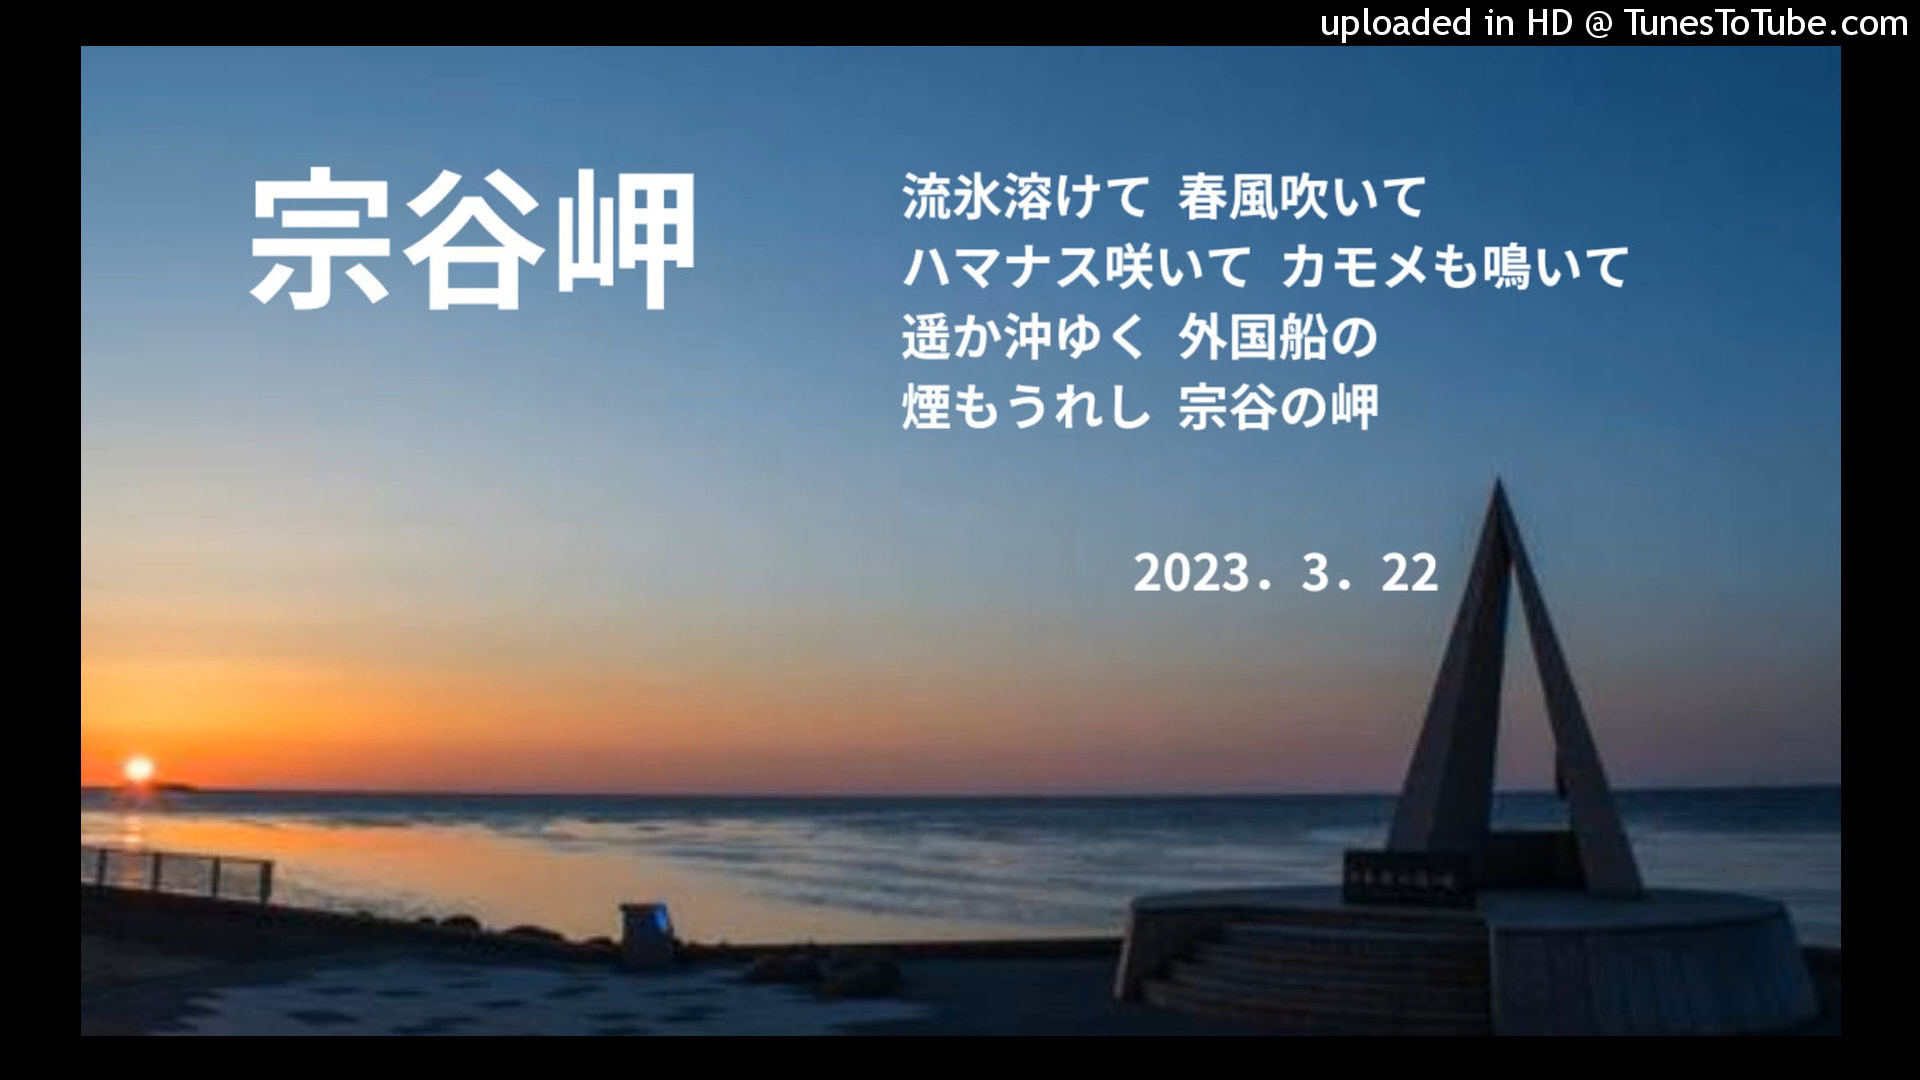 uploaded in HD @ TunesToTube.com
宗谷岬
流氷溶けて 春風吹いて
ハマナス咲いて カモメも鳴いて
遥か沖ゆく 外国船の
煙もうれし 宗谷の岬
2023．3．22